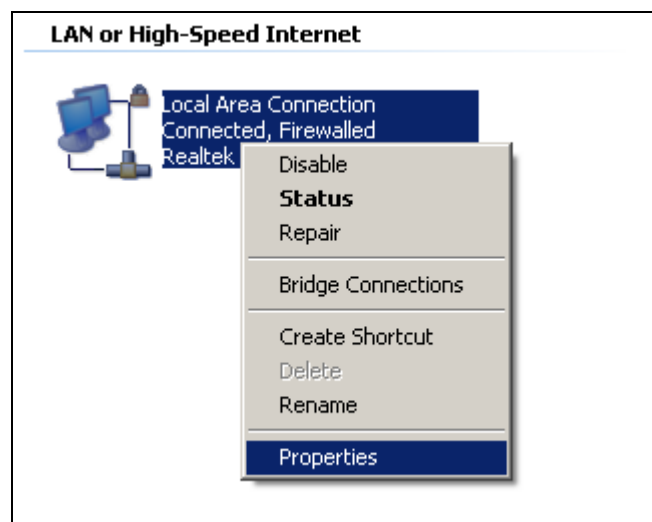 LAN or High-Speed Internet
Local Area Connection
Connected, Firewalled
Realtek
Disable
Status
Repair
Bridge Connections
Create Shortcut
Delete
Rename
Properties